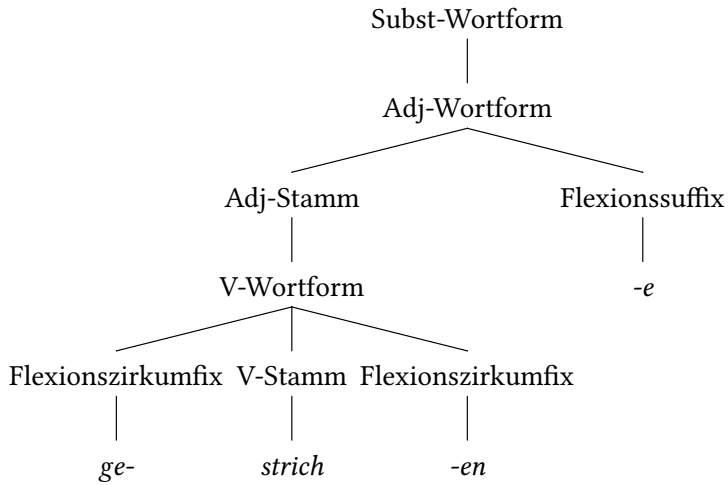 Subst-Wortform
Adj-Wortform
Adj-Stamm Flexionssuffix
V-Wortform -e
Flexionszirkumfix V-Stamm Flexionszirkumfix
ge- strich -en